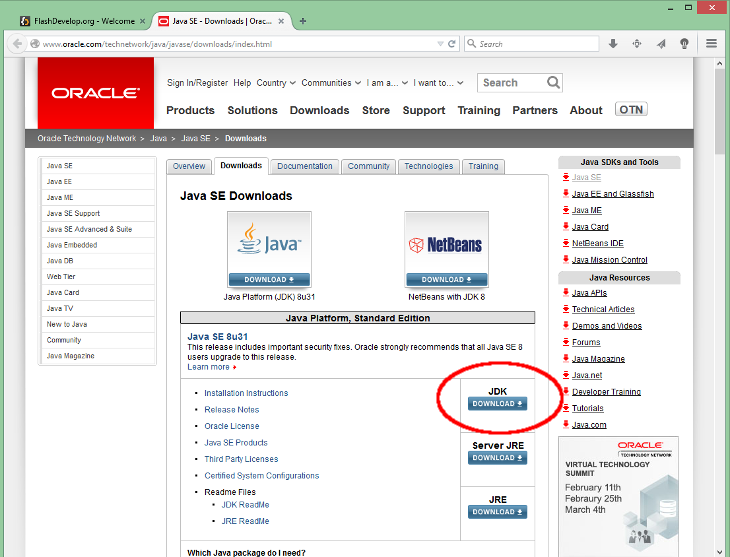 FlashDevelop.org - Welcome
Java SE - Downloads | Orac...
www.oracle.com/technetwork/java/javase/downloads/index.html
Search
ORACLE
Sign In/Register Help Country Communities I am a... I want to... Search
Products Solutions Downloads Store Support Training Partners About OTN
Oracle Technology Network > Java > Java SE > Downloads
Java SE
Java EE
Java ME
Java SE Support
Java SE Advanced & Suite
Java Embedded
Java DB
Web Tier
Java Card
Java TV
New to Java
Community
Java Magazine
Overview Downloads Documentation Community Technologies Training
Java SE Downloads
Java™
DOWNLOAD
Java Platform (JDK) 8u31
NetBeans
DOWNLOAD
NetBeans with JDK 8
Java Platform, Standard Edition
Java SE 8u31
This release includes important security fixes. Oracle strongly recommends that all Java SE 8
users upgrade to this release.
Learn more
• Installation Instructions
• Release Notes
• Oracle License
• Java SE Products
• Third Party Licenses
• Certified System Configurations
• Readme Files
• JDK ReadMe
• JRE ReadMe
JDK
DOWNLOAD
Server JRE
DOWNLOAD
JRE
DOWNLOAD
Which Java package do I need?
Java SDKs and Tools
Java SE
Java EE and Glassfish
Java ME
Java Card
NetBeans IDE
Java Mission Control
Java Resources
Java APIs
Technical Articles
Demos and Videos
Forums
Java Magazine
Java.net
Developer Training
Tutorials
Java.com
ORACLE
TECHNOLOGY NETWORK
VIRTUAL TECHNOLOGY
SUMMIT
February 11th
Febraury 25th
March 4th